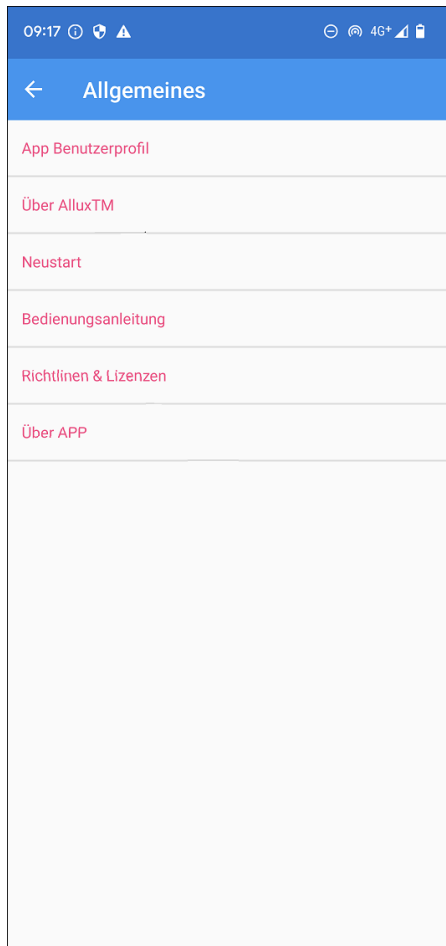 09:17
4G+
Allgemeines
App Benutzerprofil
Über AlluxTM
Neustart
Bedienungsanleitung
Richtlinen & Lizenzen
Über APP